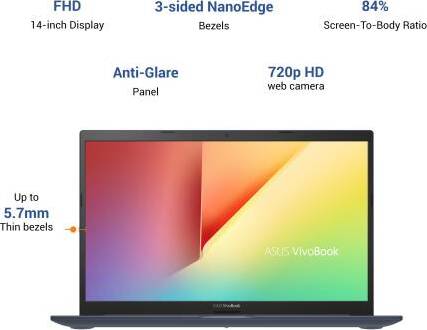 FHD
14-inch Display
3-sided NanoEdge
Bezels
84%
Screen-To-Body Ratio
Anti-Glare
Panel
720p HD
web camera
Up to
5.7mm
Thin bezels
ASUS VivoBook
ASUS VivoBook